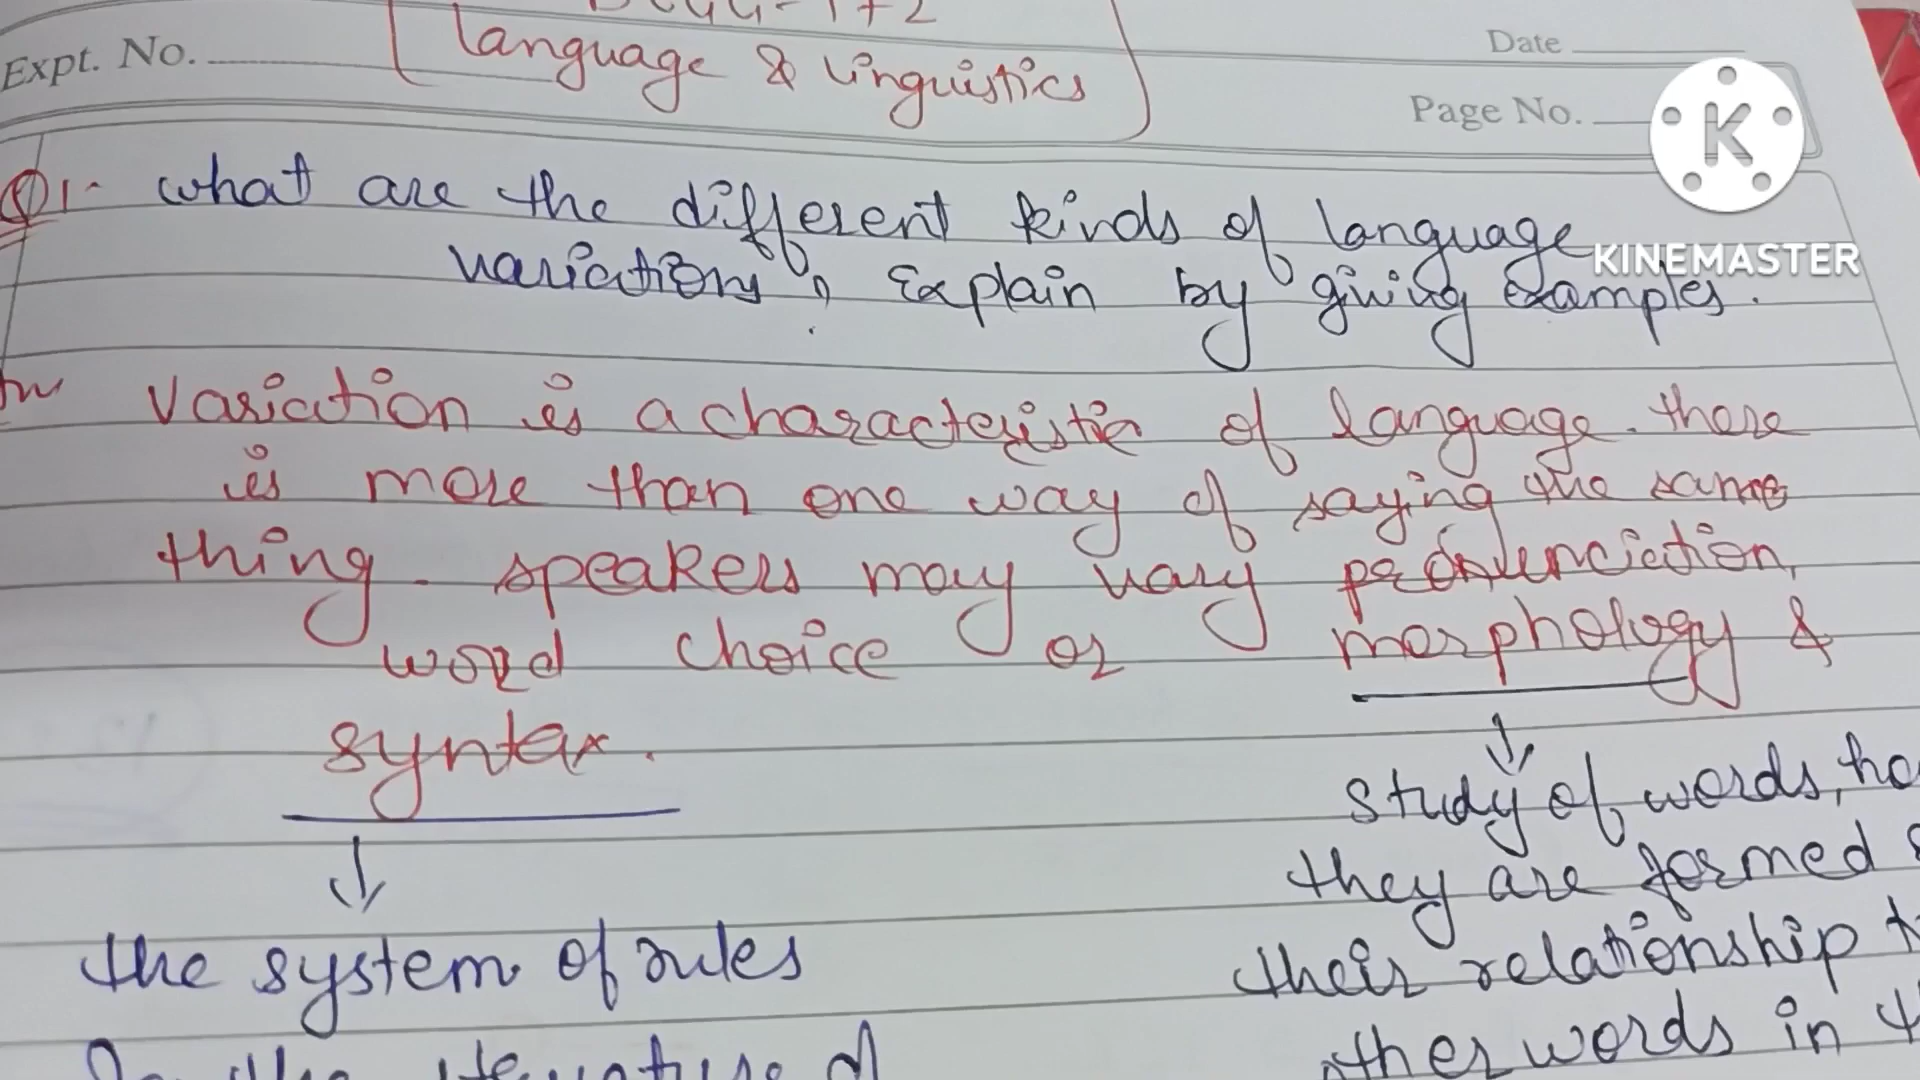 Expt. No.
Language & Linguistics
Date
Page No.
K
KINEMASTER
Q1- What are the different kinds of language
variations? Explain by giving examples.
Variation is a characteristic of language. there
is more than one way of saying the same
thing. speakers may vary pronunciation,
word choice or morphology &
syntax.
study of words,
they are formed
their relationship
other words in
the system of rules